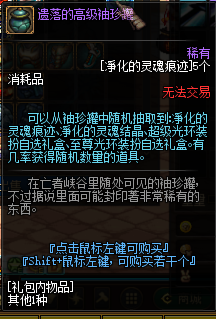 遗落的高级袖珍罐
稀有
[净化的灵魂痕迹]5个
消耗品
无法交易
可以从袖珍罐中随机抽取到:净化的
灵魂痕迹、净化的灵魂结晶、超级光环装
扮自选礼盒、至尊光环装扮自选礼盒。有
几率获得随机数量的道具。
在亡者峡谷里随处可见的袖珍罐，
不过据说里面可能封印着非常稀有的
东西。
『点击鼠标左键可购买』
『Shift+鼠标左键，可购买若干个』
[礼包内物品]
其他1种